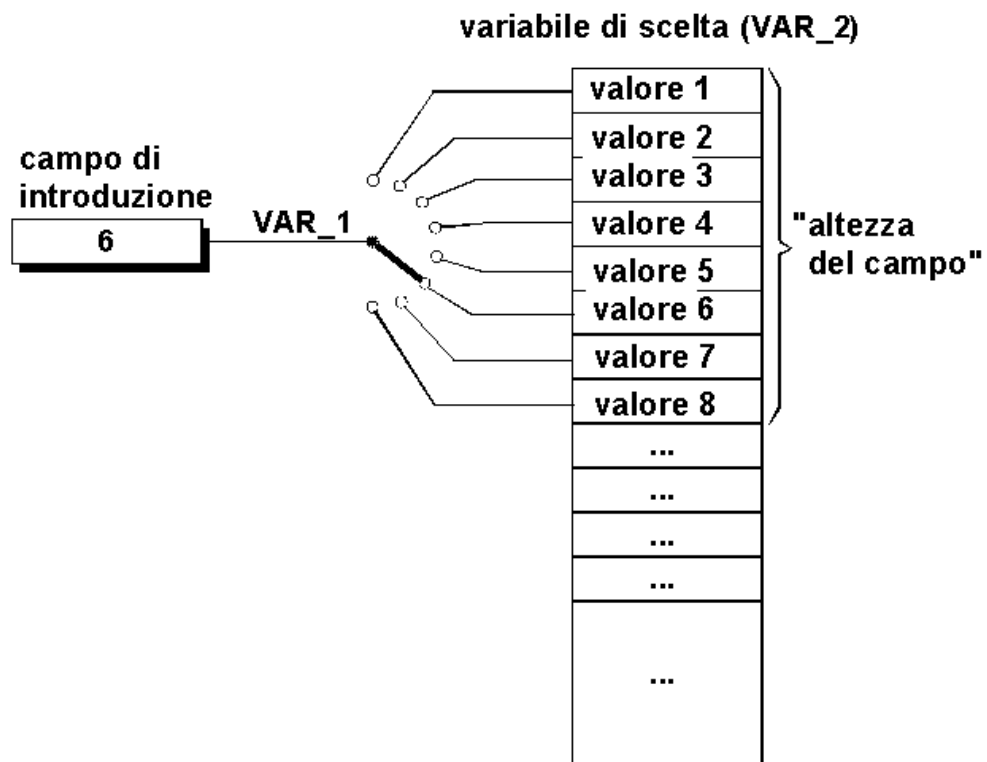 variabile di scelta (VAR_2)
valore 1
valore 2
valore 3
valore 4
valore 5
valore 6
valore 7
valore 8
...
...
...
...
...
campo di
introduzione
6
VAR_1
"altezza
del campo"